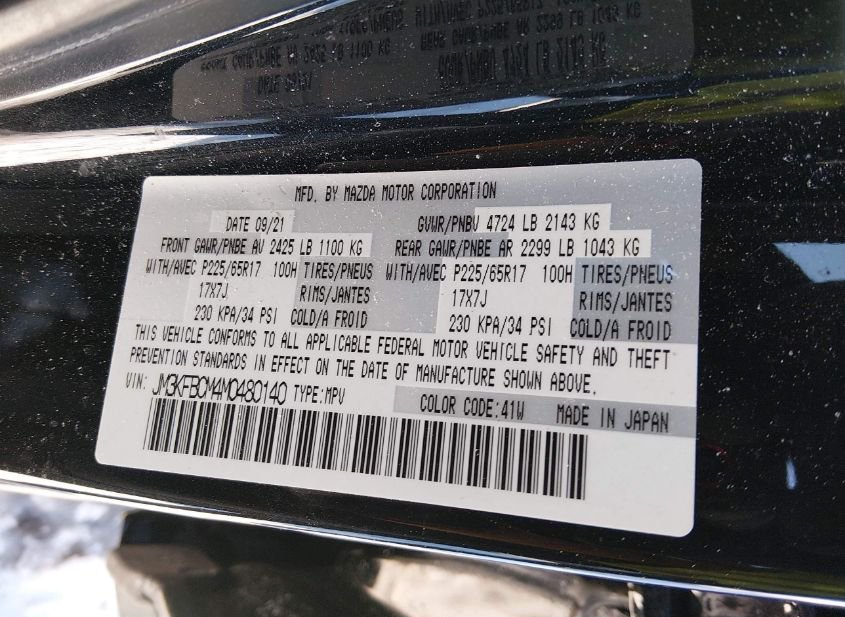 MFD. BY MAZDA MOTOR CORPORATION
DATE 09/21 GVWR/PNBV 4724 LB 2143 KG
FRONT GAWR/PNBE AV 2425 LB 1100 KG REAR GAWR/PNBE AR 2299 LB 1043 KG
WITH/AVEC P225/65R17 100H TIRES/PNEUS WITH/AVEC P225/65R17 100H TIRES/PNEUS
17X7J RIMS/JANTES 17X7J RIMS/JANTES
230 KPA/34 PSI COLD/A FROID 230 KPA/34 PSI COLD/A FROID
THIS VEHICLE CONFORMS TO ALL APPLICABLE FEDERAL MOTOR VEHICLE SAFETY AND THEFT
PREVENTION STANDARDS IN EFFECT ON THE DATE OF MANUFACTURE SHOWN ABOVE.
VIN: JM3KFBCM4M0480140 TYPE:MPV
COLOR CODE:41W MADE IN JAPAN